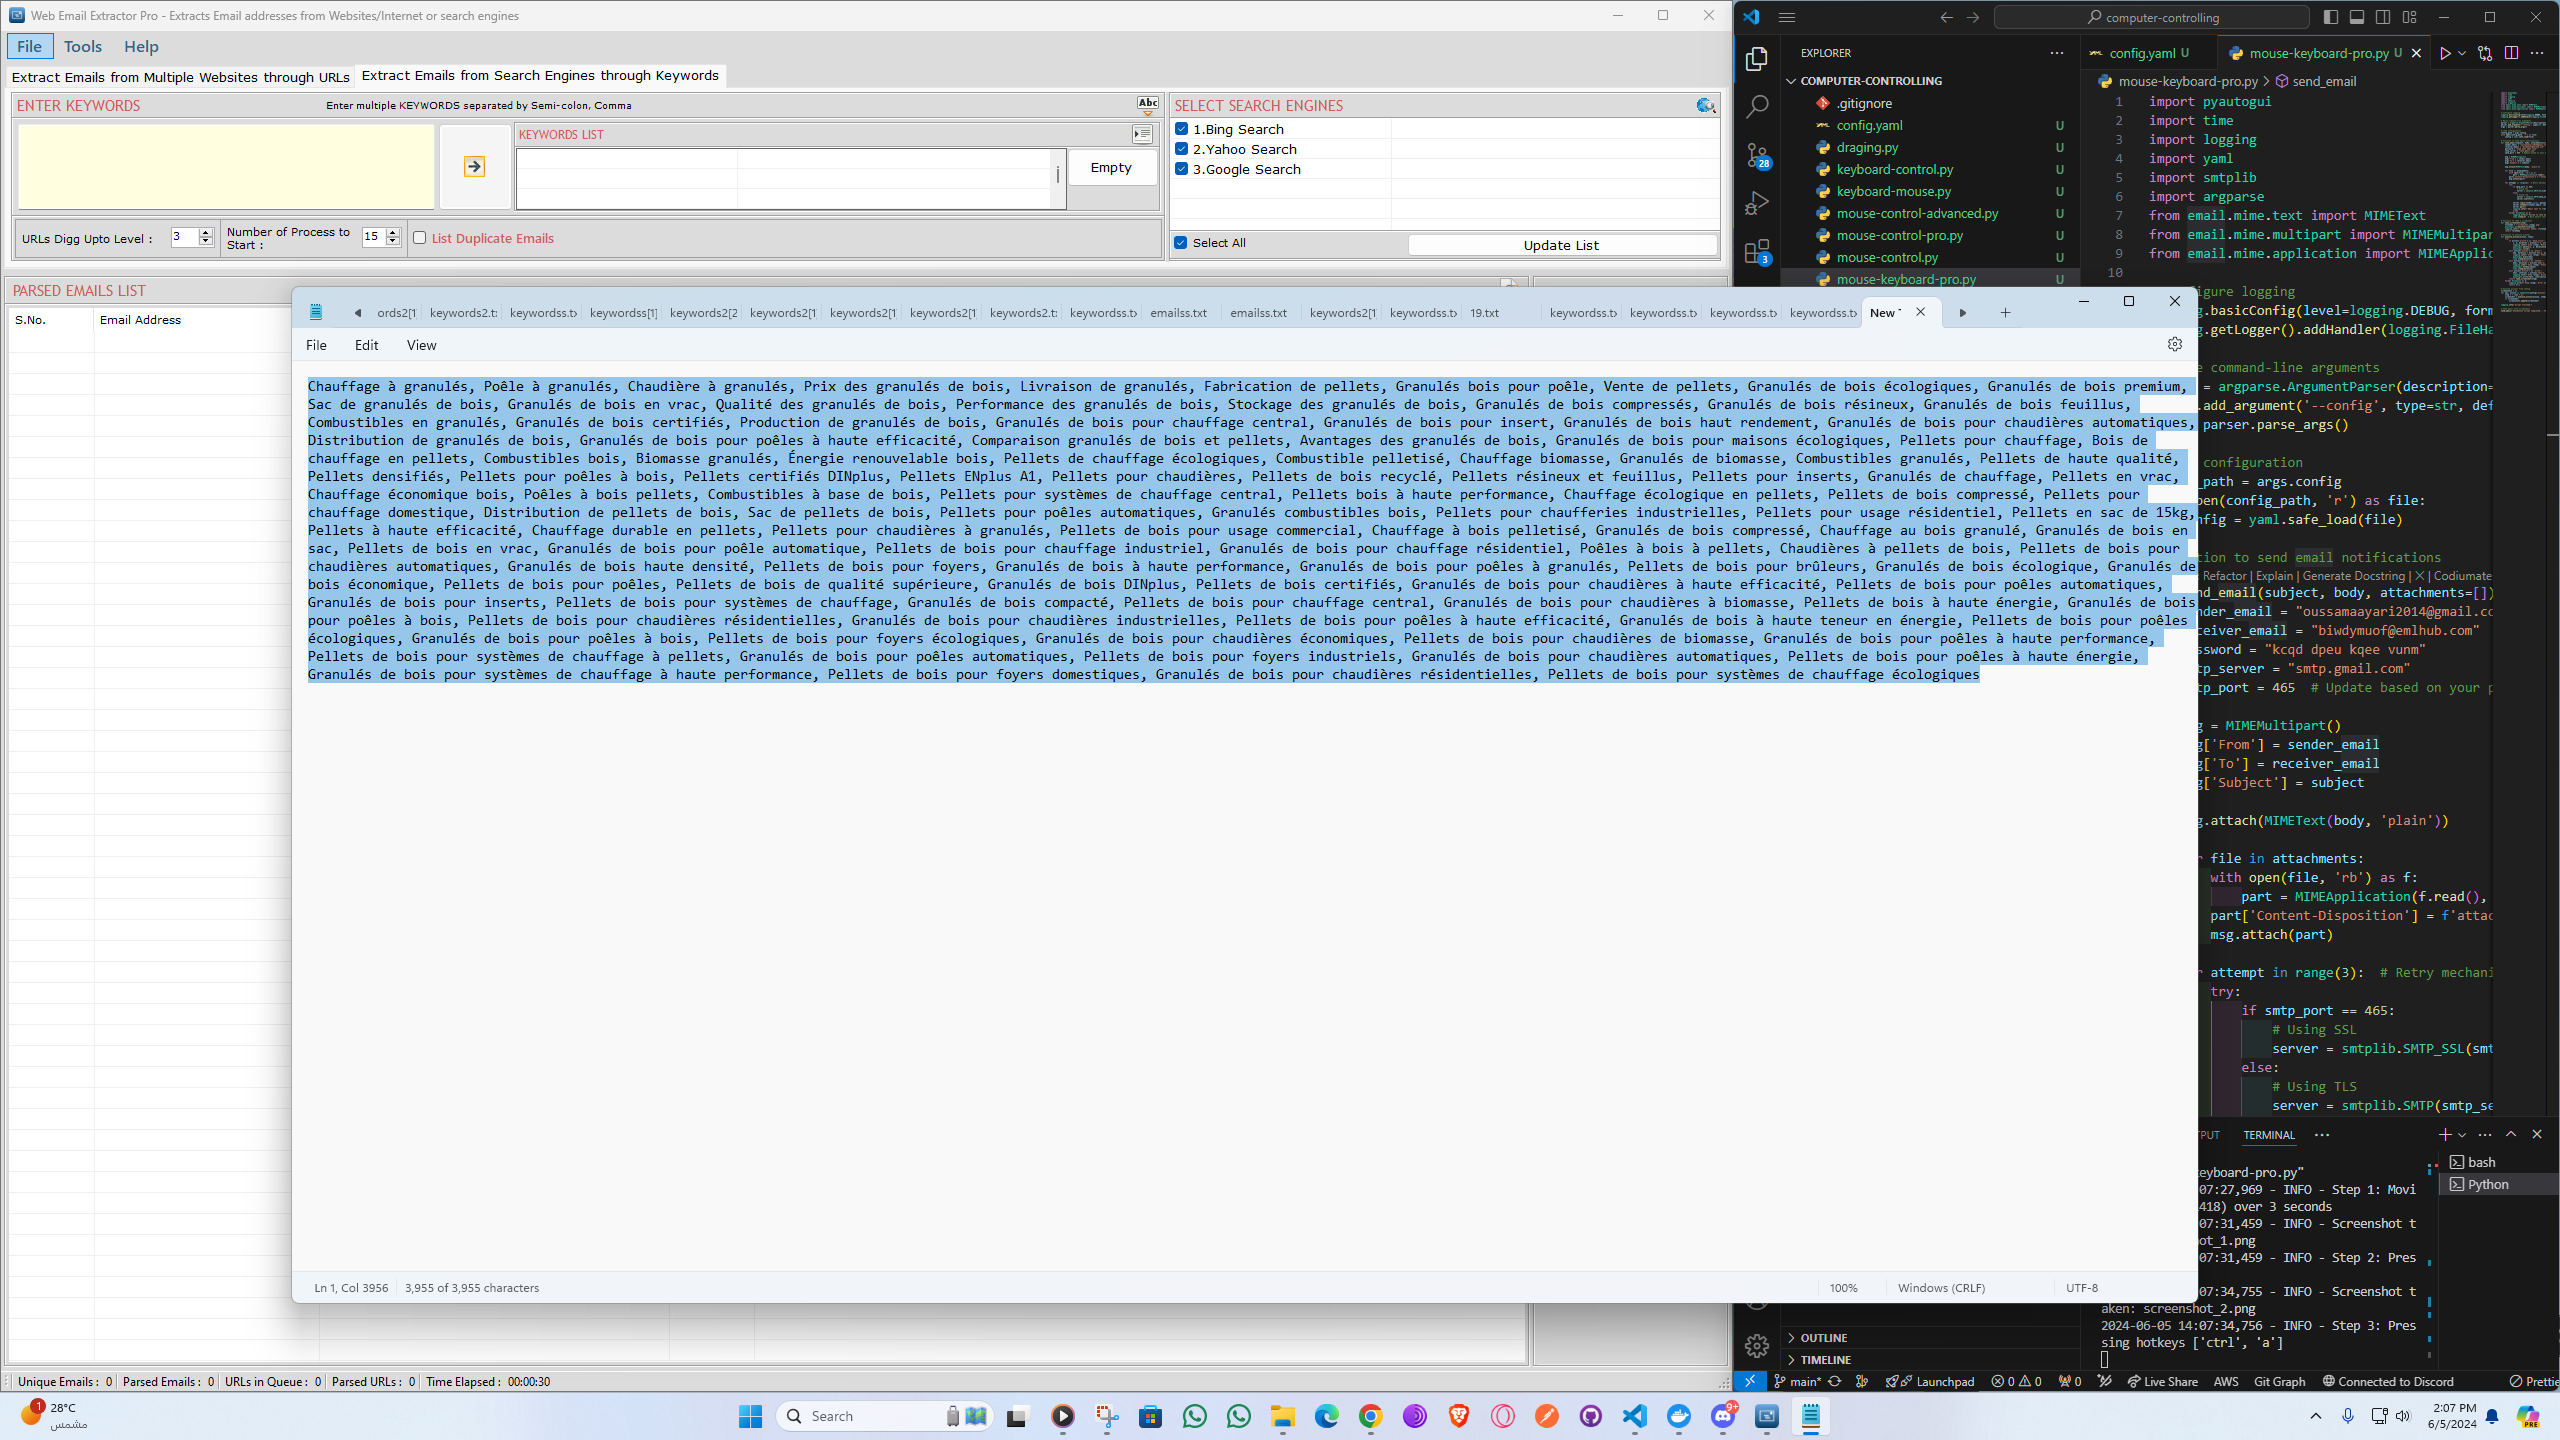 Web Email Extractor Pro - Extracts Email addresses from Websites/Internet or search engines
File Tools Help
Extract Emails from Multiple Websites through URLs
Extract Emails from Search Engines through Keywords
ENTER KEYWORDS
Enter multiple KEYWORDS separated by Semi-colon, Comma
Abc
KEYWORDS LIST
Empty
SELECT SEARCH ENGINES
1.Bing Search
2.Yahoo Search
3.Google Search
Select All
Update List
URLs Digg Upto Level : 3
Number of Process to Start : 15
List Duplicate Emails
PARSED EMAILS LIST
S.No. Email Address
ords2[1 keywords2.t: keywordss.tx keywordss[1] keywords2[2 keywords2[1 keywords2[1 keywords2[1 keywords2.t: keywordss.tx emailss.txt emailss.txt keywords2[1 keywordss.tx 19.txt keywordss.tx keywordss.tx keywordss.tx keywordss.tx New
File Edit View
Chauffage à granulés, Poêle à granulés, Chaudière à granulés, Prix des granulés de bois, Livraison de granulés, Fabrication de pellets, Granulés bois pour poêle, Vente de pellets, Granulés de bois écologiques, Granulés de bois premium,
Sac de granulés de bois, Granulés de bois en vrac, Qualité des granulés de bois, Performance des granulés de bois, Stockage des granulés de bois, Granulés de bois compressés, Granulés de bois résineux, Granulés de bois feuillus,
Combustibles en granulés, Granulés de bois certifiés, Production de granulés de bois, Granulés de bois pour chauffage central, Granulés de bois pour insert, Granulés de bois haut rendement, Granulés de bois pour chaudières automatiques,
Distribution de granulés de bois, Granulés de bois pour poêles à haute efficacité, Comparaison granulés de bois et pellets, Avantages des granulés de bois, Granulés de bois pour maisons écologiques, Pellets pour chauffage, Bois de
chauffage en pellets, Combustibles bois, Biomasse granulés, Énergie renouvelable bois, Pellets de chauffage écologiques, Combustible pelletisé, Chauffage biomasse, Granulés de biomasse, Combustibles granulés, Pellets de haute qualité,
Pellets densifiés, Pellets pour poêles à bois, Pellets certifiés DINplus, Pellets ENplus A1, Pellets pour chaudières, Pellets de bois recyclé, Pellets résineux et feuillus, Pellets pour inserts, Granulés de chauffage, Pellets en vrac,
Chauffage économique bois, Poêles à bois pellets, Combustibles à base de bois, Pellets pour systèmes de chauffage central, Pellets bois à haute performance, Chauffage écologique en pellets, Pellets de bois compressé, Pellets pour
chauffage domestique, Distribution de pellets de bois, Sac de pellets de bois, Pellets pour poêles automatiques, Granulés combustibles bois, Pellets pour chaufferies industrielles, Pellets pour usage résidentiel, Pellets en sac de 15kg,
Pellets à haute efficacité, Chauffage durable en pellets, Pellets pour chaudières à granulés, Pellets de bois pour usage commercial, Chauffage à bois pelletisé, Granulés de bois compressé, Chauffage au bois granulé, Granulés de bois en
sac, Pellets de bois en vrac, Granulés de bois pour poêle automatique, Pellets de bois pour chauffage industriel, Granulés de bois pour chauffage résidentiel, Poêles à bois à pellets, Chaudières à pellets de bois, Pellets de bois pour
chaudières automatiques, Granulés de bois haute densité, Pellets de bois pour foyers, Granulés de bois à haute performance, Granulés de bois pour poêles à granulés, Pellets de bois pour brûleurs, Granulés de bois écologique, Granulés de
bois économique, Pellets de bois pour poêles, Pellets de bois de qualité supérieure, Granulés de bois DINplus, Pellets de bois certifiés, Granulés de bois pour chaudières à haute efficacité, Pellets de bois pour poêles automatiques,
Granulés de bois pour inserts, Pellets de bois pour systèmes de chauffage, Granulés de bois compacté, Pellets de bois pour chauffage central, Granulés de bois pour chaudières à biomasse, Pellets de bois à haute énergie, Granulés de bois
pour poêles à bois, Pellets de bois pour chaudières résidentielles, Granulés de bois pour chaudières industrielles, Pellets de bois pour poêles à haute efficacité, Granulés de bois à haute teneur en énergie, Pellets de bois pour poêles
écologiques, Granulés de bois pour poêles à bois, Pellets de bois pour foyers écologiques, Granulés de bois pour chaudières économiques, Pellets de bois pour chaudières de biomasse, Granulés de bois pour poêles à haute performance,
Pellets de bois pour systèmes de chauffage à pellets, Granulés de bois pour poêles automatiques, Pellets de bois pour foyers industriels, Granulés de bois pour chaudières automatiques, Pellets de bois pour poêles à haute énergie,
Granulés de bois pour systèmes de chauffage à haute performance, Pellets de bois pour foyers domestiques, Granulés de bois pour chaudières résidentielles, Pellets de bois pour systèmes de chauffage écologiques
Ln 1, Col 3956 3,955 of 3,955 characters 100% Windows (CRLF) UTF-8
Unique Emails : 0 Parsed Emails : 0 URLs in Queue : 0 Parsed URLs : 0 Time Elapsed : 00:00:30
computer-controlling
EXPLORER
COMPUTER-CONTROLLING
.gitignore
config.yaml U
draging.py U
keyboard-control.py U
keyboard-mouse.py U
mouse-control-advanced.py U
mouse-control-pro.py U
mouse-control.py U
mouse-keyboard-pro.py U
28
3
OUTLINE
TIMELINE
config.yaml U mouse-keyboard-pro.py U
mouse-keyboard-pro.py > send_email
1 import pyautogui
2 import time
3 import logging
4 import yaml
5 import smtplib
6 import argparse
7 from email.mime.text import MIMEText
8 from email.mime.multipart import MIMEMultipar
9 from email.mime.application import MIMEApplic
10
igure logging
g.basicConfig(level=logging.DEBUG, form
g.getLogger().addHandler(logging.FileHa
e command-line arguments
= argparse.ArgumentParser(description=
.add_argument('--config', type=str, def
parser.parse_args()
configuration
_path = args.config
pen(config_path, 'r') as file:
nfig = yaml.safe_load(file)
tion to send email notifications
Refactor | Explain | Generate Docstring | X | Codiumate
nd_email(subject, body, attachments=[])
nder_email = "oussamaayari2014@gmail.co
ceiver_email = "biwdymuof@emlhub.com"
ssword = "kcqd dpeu kqee vunm"
tp_server = "smtp.gmail.com"
tp_port = 465 # Update based on your p
g = MIMEMultipart()
g['From'] = sender_email
g['To'] = receiver_email
g['Subject'] = subject
g.attach(MIMEText(body, 'plain'))
r file in attachments:
with open(file, 'rb') as f:
part = MIMEApplication(f.read(),
part['Content-Disposition'] = f'attac
msg.attach(part)
r attempt in range(3): # Retry mechani
try:
if smtp_port == 465:
# Using SSL
server = smtplib.SMTP_SSL(smt
else:
# Using TLS
server = smtplib.SMTP(smtp_se
TPUT TERMINAL
bash
Python
eyboard-pro.py"
07:27,969 - INFO - Step 1: Movi
418) over 3 seconds
07:31,459 - INFO - Screenshot t
ot_1.png
07:31,459 - INFO - Step 2: Pres
07:34,755 - INFO - Screenshot t
aken: screenshot_2.png
2024-06-05 14:07:34,756 - INFO - Step 3: Pres
sing hotkeys ['ctrl', 'a']
main* Launchpad 0 0 0 Live Share AWS Git Graph Connected to Discord Prettie
1
28°C
مشمس
Search
9+
2:07 PM
6/5/2024
PRE